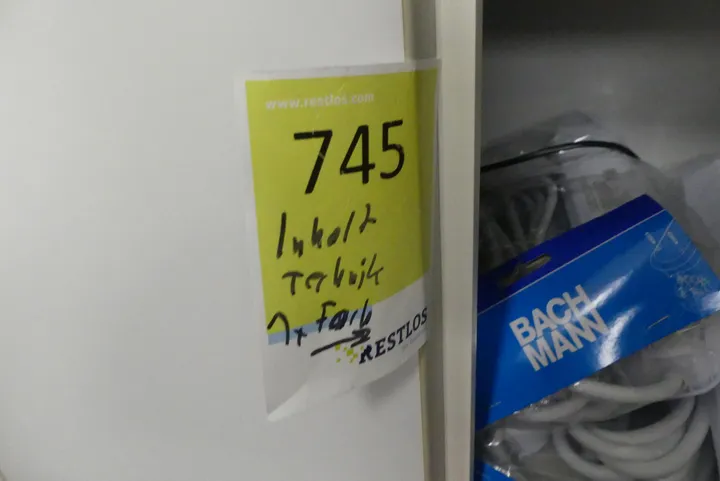 www.restlos.com
745
Inhalt
Technik
1x Fach
RESTLOS
BACH
MANN